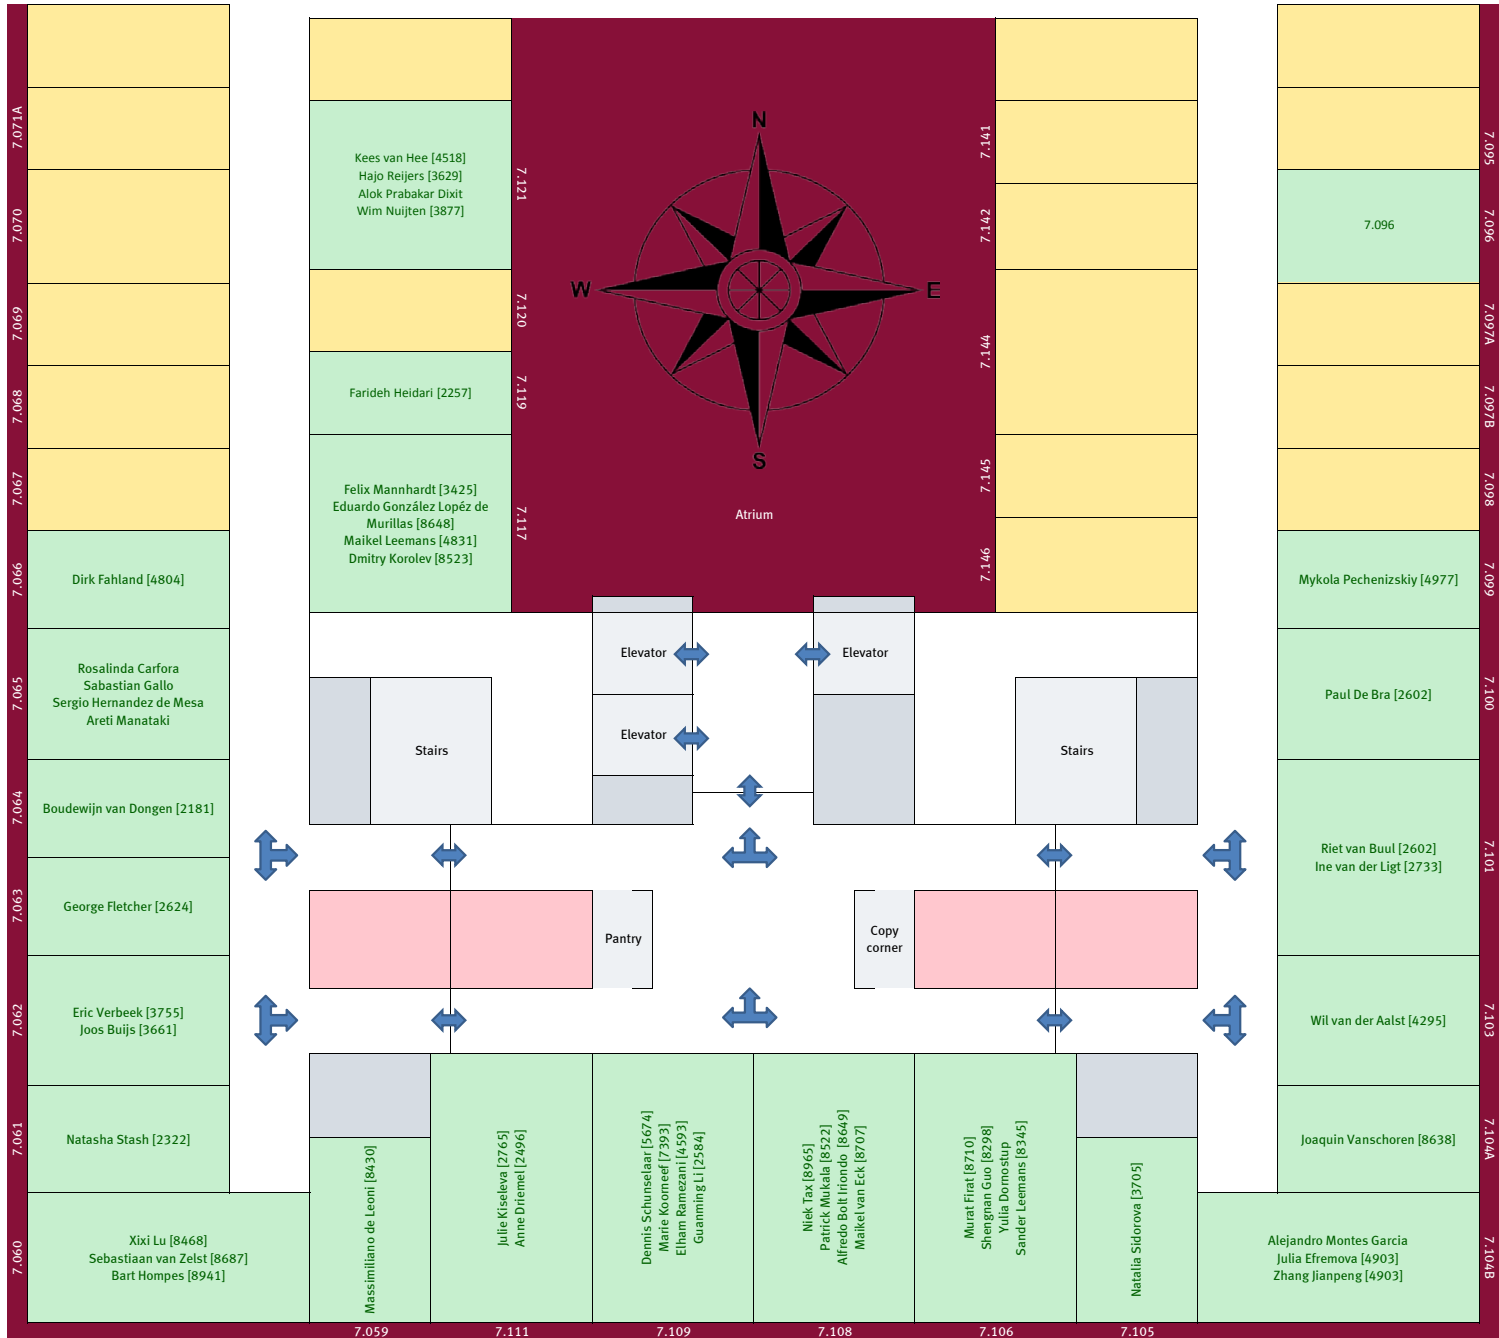 7.071A
7.070
7.069
7.068
7.067
7.066
7.065
7.064
7.063
7.062
7.061
7.060
Dirk Fahland [4804]
Rosalinda Carfora
Sabastian Gallo
Sergio Hernandez de Mesa
Areti Manataki
Boudewijn van Dongen [2181]
George Fletcher [2624]
Eric Verbeek [3755]
Joos Buijs [3661]
Natasha Stash [2322]
Xixi Lu [8468]
Sebastiaan van Zelst [8687]
Bart Hompes [8941]
Kees van Hee [4518]
Hajo Reijers [3629]
Alok Prabakar Dixit
Wim Nuijten [3877]
Farideh Heidari [2257]
Felix Mannhardt [3425]
Eduardo González Lopéz de
Murillas [8648]
Maikel Leemans [4831]
Dmitry Korolev [8523]
7.121
7.120
7.119
7.117
N
W
E
S
Atrium
7.141
7.142
7.144
7.145
7.146
Elevator
Elevator
Elevator
Stairs
Stairs
Pantry
Copy
corner
Massimiliano de Leoni [8430]
Julie Kiseleva [2765]
Anne Driemel [2496]
Dennis Schunselaar [5674]
Marie Koorneef [7393]
Elham Ramezani [4593]
Guanming Li [2584]
Niek Tax [8965]
Patrick Mukala [8522]
Alfredo Bolt Iriondo [8649]
Maikel van Eck [8707]
Murat Firat [8710]
Shengnan Guo [8298]
Yulia Dornostup
Sander Leemans [8345]
Natalia Sidorova [3705]
7.059
7.111
7.109
7.108
7.106
7.105
7.096
Mykola Pechenizskiy [4977]
Paul De Bra [2602]
Riet van Buul [2602]
Ine van der Ligt [2733]
Wil van der Aalst [4295]
Joaquin Vanschoren [8638]
Alejandro Montes Garcia
Julia Efremova [4903]
Zhang Jianpeng [4903]
7.095
7.096
7.097A
7.097B
7.098
7.099
7.100
7.101
7.103
7.104A
7.104B